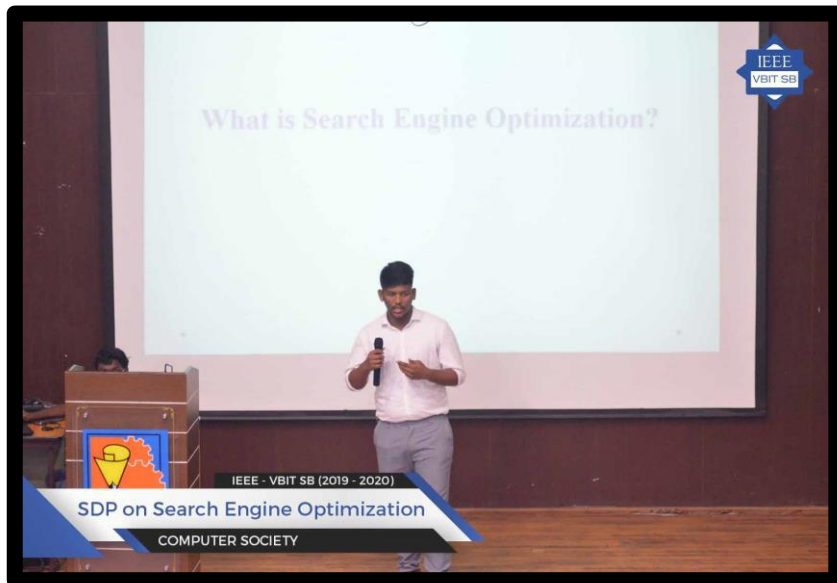 IEEE
VBIT SB
What is Search Engine Optimization?
IEEE - VBIT SB (2019 - 2020)
SDP on Search Engine Optimization
COMPUTER SOCIETY